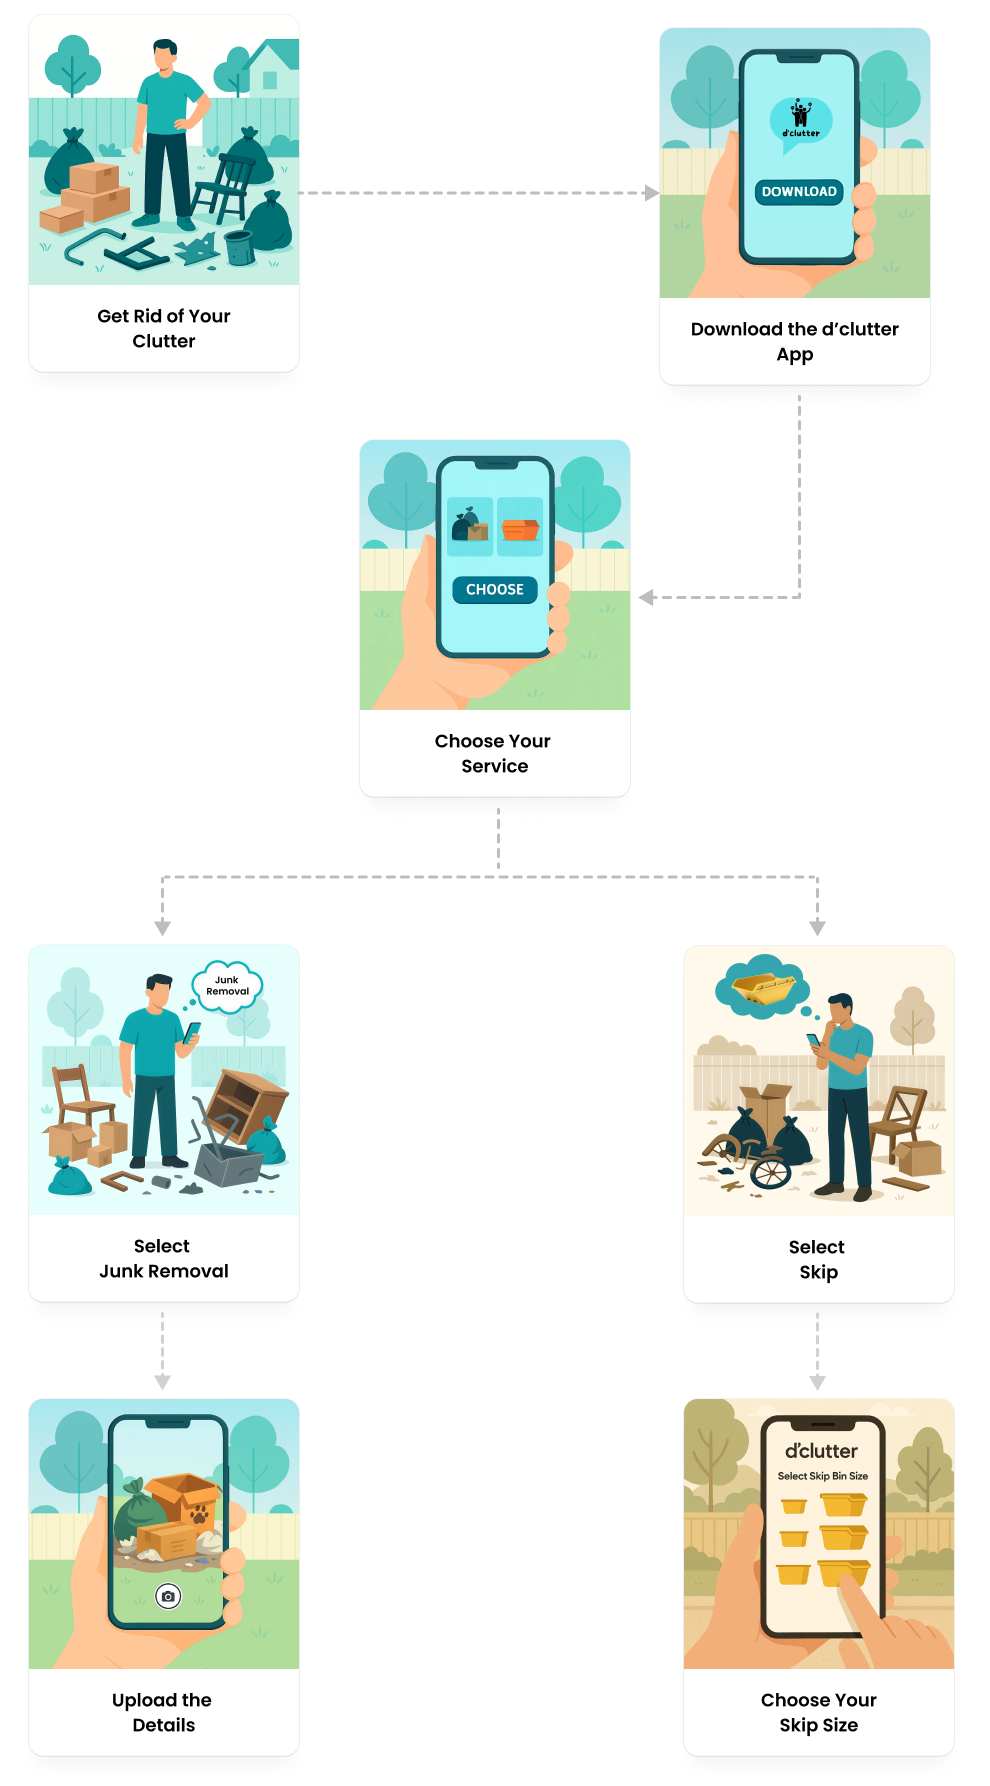 d'clutter
DOWNLOAD
Get Rid of Your
Clutter
Download the d’clutter
App
CHOOSE
Choose Your
Service
Junk
Removal
Select
Junk Removal
Select
Skip
Upload the
Details
d'clutter
Select Skip Bin Size
Choose Your
Skip Size